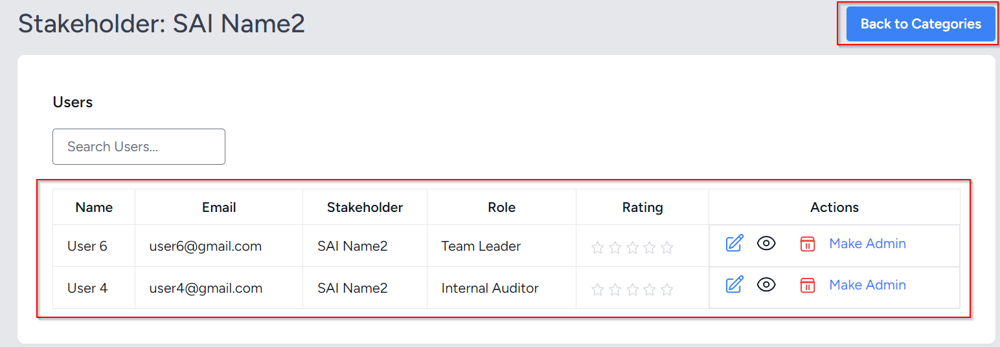 Stakeholder: SAI Name2
Back to Categories
Users
Search Users...
Name Email Stakeholder Role Rating Actions
User 6 user6@gmail.com SAI Name2 Team Leader Make Admin
User 4 user4@gmail.com SAI Name2 Internal Auditor Make Admin